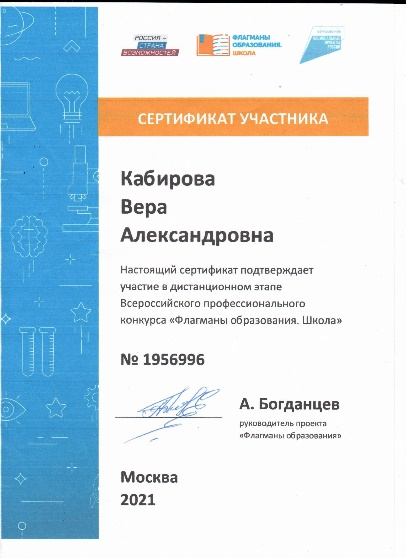 РОССИЯ –
СТРАНА
ВОЗМОЖНОСТЕЙ
ФЛАГМАНЫ
ОБРАЗОВАНИЯ.
ШКОЛА
СЕРТИФИКАТ УЧАСТНИКА
Кабирова
Вера
Александровна
Настоящий сертификат подтверждает
участие в дистанционном этапе
Всероссийского профессионального
конкурса «Флагманы образования. Школа»
№ 1956996
А. Богданцев
руководитель проекта
«Флагманы образования»
Москва
2021